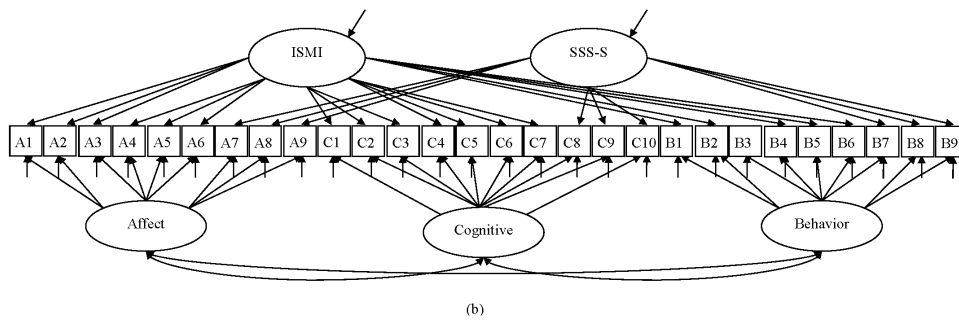 ISMI SSS-S
A1 A2 A3 A4 A5 A6 A7 A8 A9 C1 C2 C3 C4 C5 C6 C7 C8 C9 C10 B1 B2 B3 B4 B5 B6 B7 B8 B9
Affect Cognitive Behavior
(b)